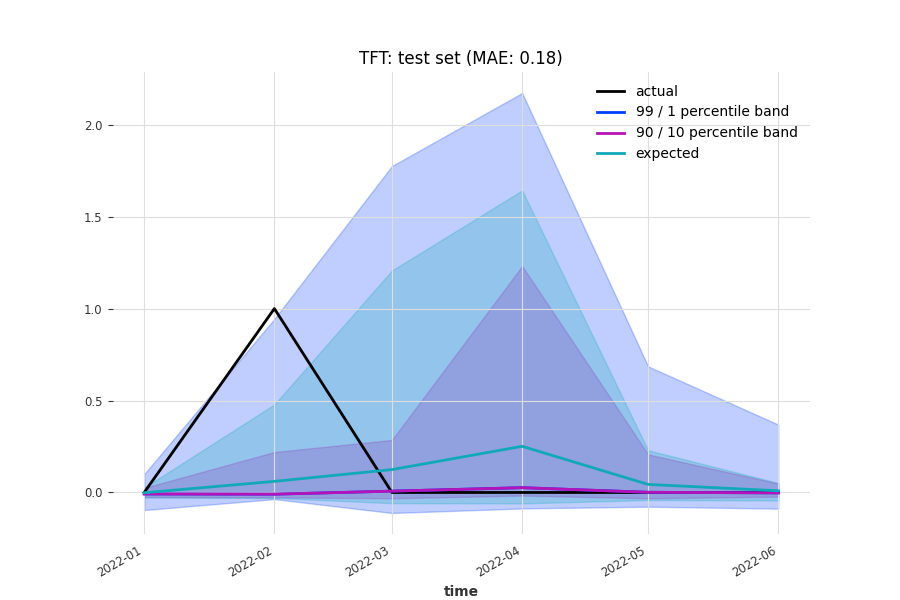 TFT: test set (MAE: 0.18)
actual
99 / 1 percentile band
90 / 10 percentile band
expected
2.0
1.5
1.0
0.5
0.0
2022-01
2022-02
2022-03
2022-04
2022-05
2022-06
time